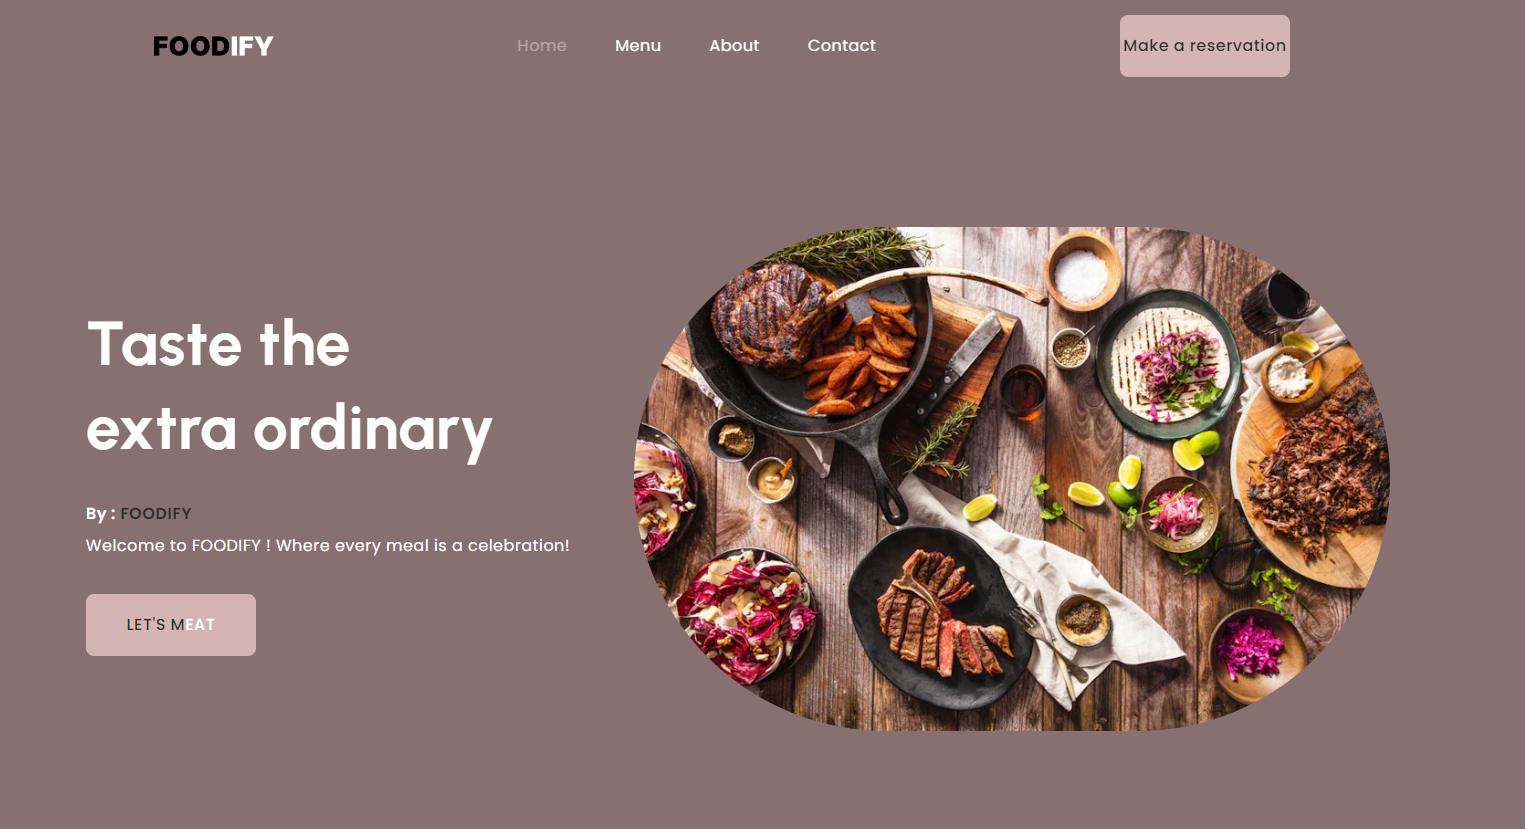 FOODIFY
Home Menu About Contact
Make a reservation
Taste the
extra ordinary
By : FOODIFY
Welcome to FOODIFY ! Where every meal is a celebration!
LET'S MEAT